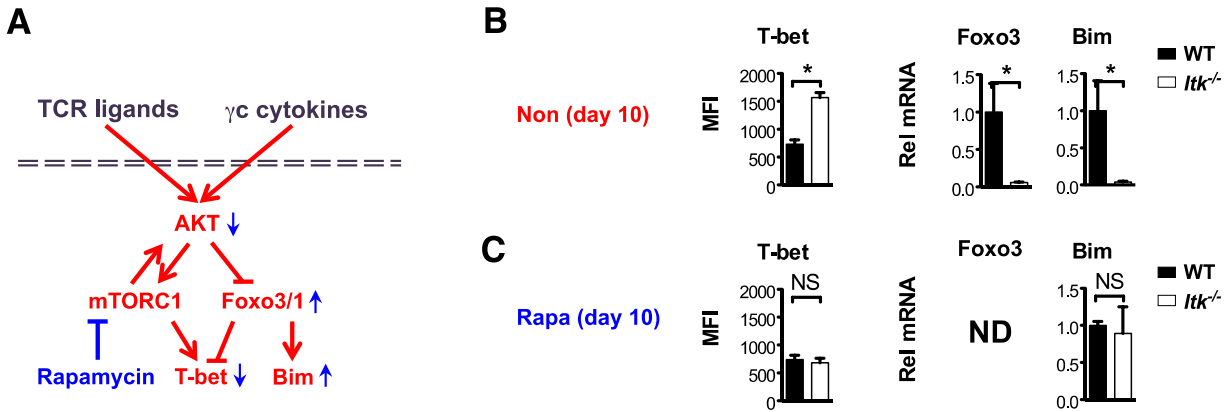 A
TCR ligands γc cytokines
AKT ↓
mTORC1 Foxo3/1 ↑
Rapamycin T-bet ↓ Bim ↑
B
T-bet Foxo3 Bim
WT
Itk-/-
Non (day 10)
MFI
2000
1500
1000
500
0
*
Rel mRNA
1.5
1.0
0.5
0.0
*
1.5
1.0
0.5
0.0
*
C
T-bet Foxo3 Bim
WT
Itk-/-
Rapa (day 10)
MFI
2000
1500
1000
500
0
NS
Rel mRNA
ND
1.5
1.0
0.5
0.0
NS